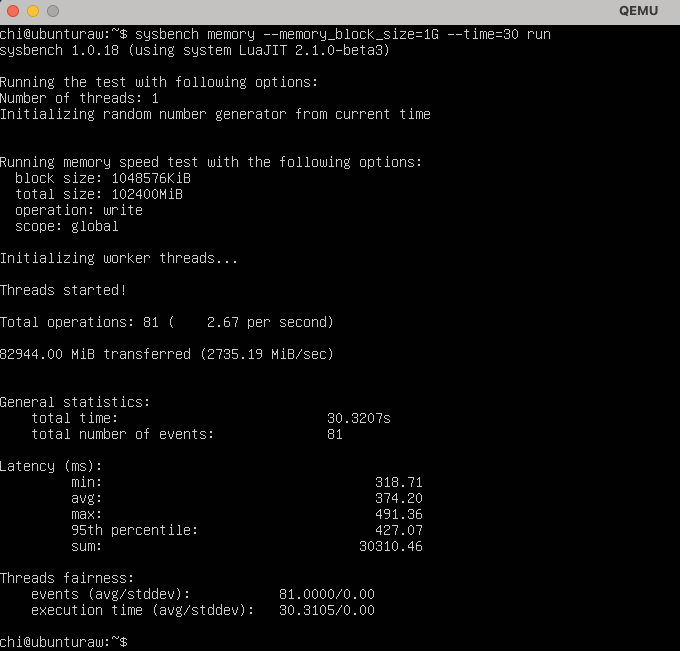 QEMU
chi@ubunturaw:~$ sysbench memory --memory_block_size=1G --time=30 run
sysbench 1.0.18 (using system LuaJIT 2.1.0-beta3)
Running the test with following options:
Number of threads: 1
Initializing random number generator from current time
Running memory speed test with the following options:
block size: 1048576KiB
total size: 102400MiB
operation: write
scope: global
Initializing worker threads...
Threads started!
Total operations: 81 (    2.67 per second)
82944.00 MiB transferred (2735.19 MiB/sec)
General statistics:
total time:                          30.3207s
total number of events:              81
Latency (ms):
min:                                  318.71
avg:                                  374.20
max:                                  491.36
95th percentile:                      427.07
sum:                                30310.46
Threads fairness:
events (avg/stddev):           81.0000/0.00
execution time (avg/stddev):   30.3105/0.00
chi@ubunturaw:~$